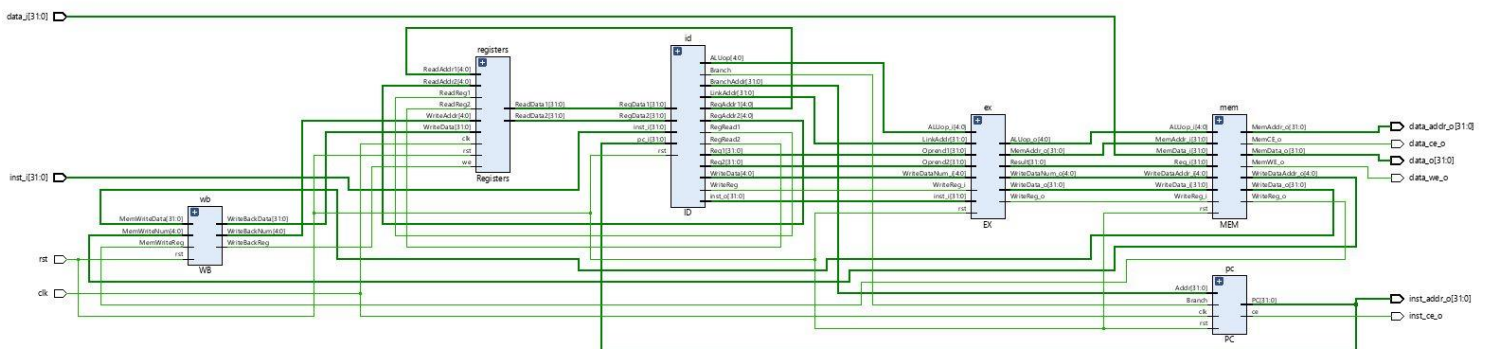 data_i[31:0]
inst_i[31:0]
rst
clk
wb
MemWriteData[31:0]
MemWriteNum[4:0]
MemWriteReg
rst
WriteBackData[31:0]
WriteBackNum[4:0]
WriteBackReg
WB
registers
ReadAddr1[4:0]
ReadAddr2[4:0]
ReadReg1
ReadReg2
WriteAddr[4:0]
WriteData[31:0]
clk
rst
we
ReadData1[31:0]
ReadData2[31:0]
Registers
id
RegData1[31:0]
RegData2[31:0]
inst_i[31:0]
pc_i[31:0]
rst
ALUop[4:0]
Branch
BranchAddr[31:0]
LinkAddr[31:0]
RegAddr1[4:0]
RegAddr2[4:0]
RegRead1
RegRead2
Reg1[31:0]
Reg2[31:0]
WriteData[4:0]
WriteReg
inst_o[31:0]
ID
ex
ALUop_i[4:0]
LinkAddr[31:0]
Oprend1[31:0]
Oprend2[31:0]
WriteDataNum_i[4:0]
WriteReg_i
inst_i[31:0]
rst
ALUop_o[4:0]
MemAddr_o[31:0]
Result[31:0]
WriteDataNum_o[4:0]
WriteData_o[31:0]
WriteReg_o
EX
mem
ALUop_i[4:0]
MemAddr_i[31:0]
MemData_i[31:0]
Reg_i[31:0]
WriteDataAddr_i[4:0]
WriteData_i[31:0]
WriteReg_i
rst
MemAddr_o[31:0]
MemCE_o
MemData_o[31:0]
MemWE_o
WriteDataAddr_o[4:0]
WriteData_o[31:0]
WriteReg_o
MEM
pc
Addr[31:0]
Branch
clk
rst
PC[31:0]
ce
PC
data_addr_o[31:0]
data_ce_o
data_o[31:0]
data_we_o
inst_addr_o[31:0]
inst_ce_o